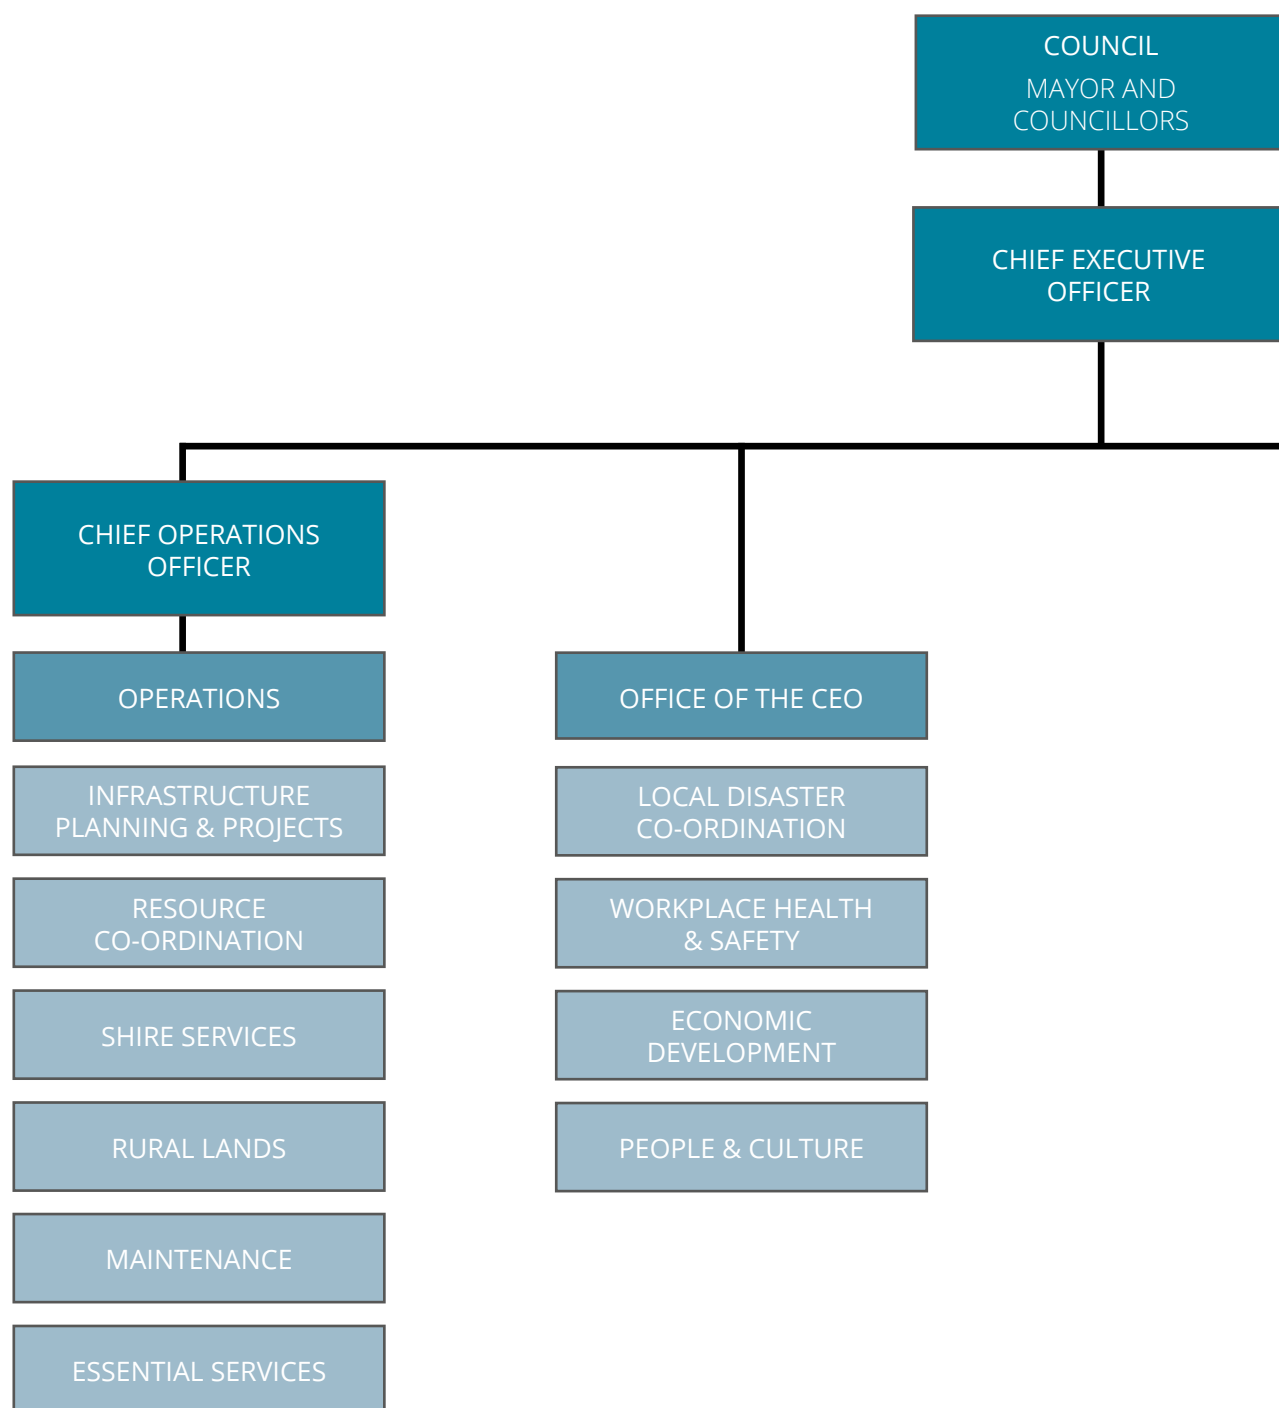 COUNCIL
MAYOR AND
COUNCILLORS
CHIEF EXECUTIVE
OFFICER
CHIEF OPERATIONS
OFFICER
OPERATIONS
INFRASTRUCTURE
PLANNING & PROJECTS
RESOURCE
CO-ORDINATION
SHIRE SERVICES
RURAL LANDS
MAINTENANCE
ESSENTIAL SERVICES
OFFICE OF THE CEO
LOCAL DISASTER
CO-ORDINATION
WORKPLACE HEALTH
& SAFETY
ECONOMIC
DEVELOPMENT
PEOPLE & CULTURE